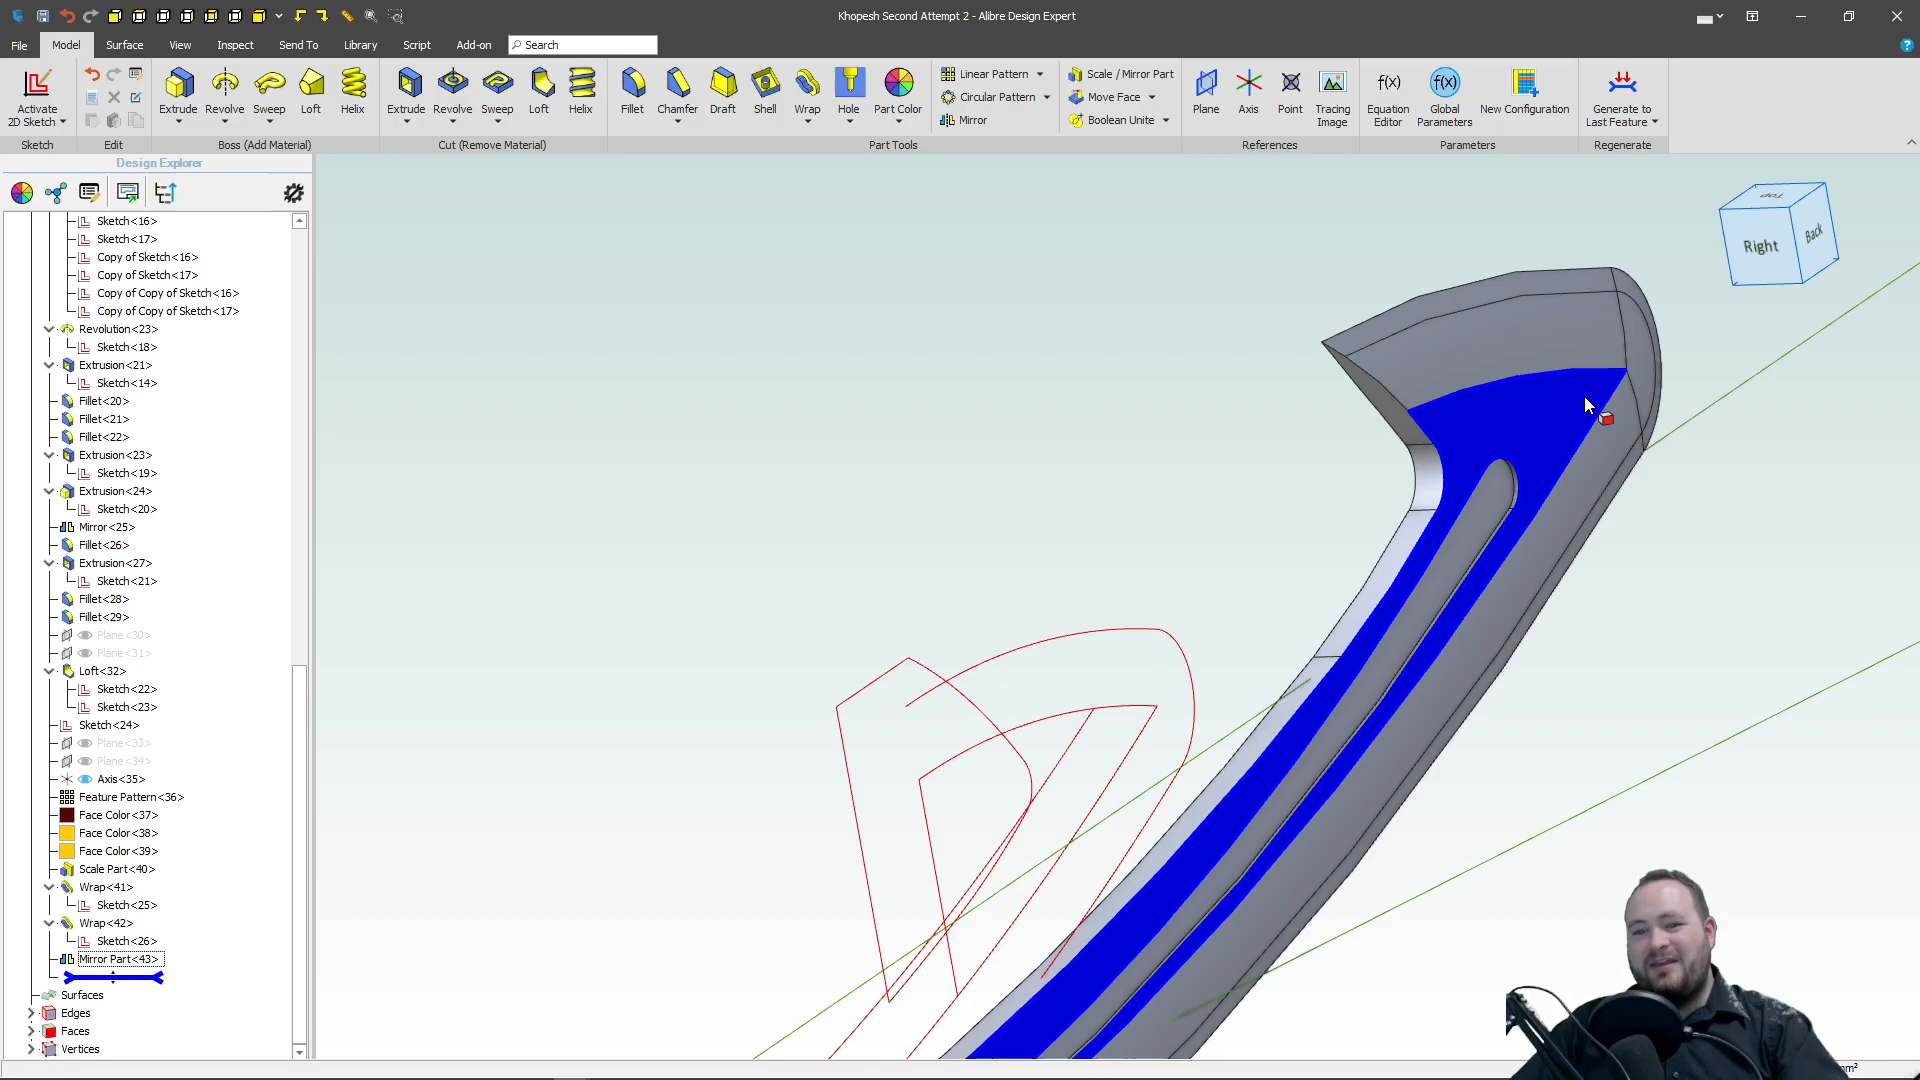 Khopesh Second Attempt 2 - Alibre Design Expert
File Model Surface View Inspect Send To Library Script Add-on Search
Activate 2D Sketch
Extrude Revolve Sweep Loft Helix
Extrude Revolve Sweep Loft Helix
Fillet Chamfer Draft Shell Wrap Hole Part Color
Linear Pattern
Circular Pattern
Mirror
Scale / Mirror Part
Move Face
Boolean Unite
Plane Axis Point Tracing Image
f(x) Equation Editor
f(x) Global Parameters
New Configuration
Generate to Last Feature
Sketch Edit Boss (Add Material) Cut (Remove Material) Part Tools References Parameters Regenerate
Design Explorer
Sketch<16>
Sketch<17>
Copy of Sketch<16>
Copy of Sketch<17>
Copy of Copy of Sketch<16>
Copy of Copy of Sketch<17>
Revolution<23>
Sketch<18>
Extrusion<21>
Sketch<14>
Fillet<20>
Fillet<21>
Fillet<22>
Extrusion<23>
Sketch<19>
Extrusion<24>
Sketch<20>
Mirror<25>
Fillet<26>
Extrusion<27>
Sketch<21>
Fillet<28>
Fillet<29>
Plane<30>
Plane<31>
Loft<32>
Sketch<22>
Sketch<23>
Sketch<24>
Plane<33>
Plane<34>
Axis<35>
Feature Pattern<36>
Face Color<37>
Face Color<38>
Face Color<39>
Scale Part<40>
Wrap<41>
Sketch<25>
Wrap<42>
Sketch<26>
Mirror Part<43>
Surfaces
Edges
Faces
Vertices
Top
Right
Back